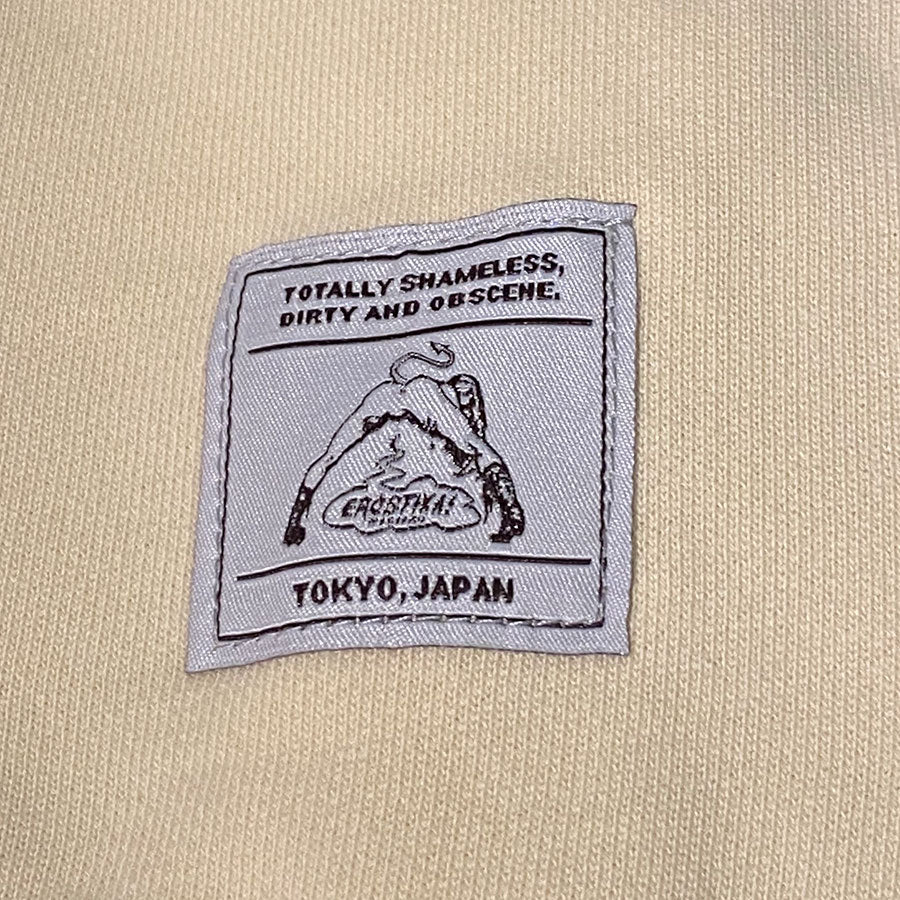 TOTALLY SHAMELESS,
DIRTY AND OBSCENE.
EROSTIKA!
TOKYO, JAPAN